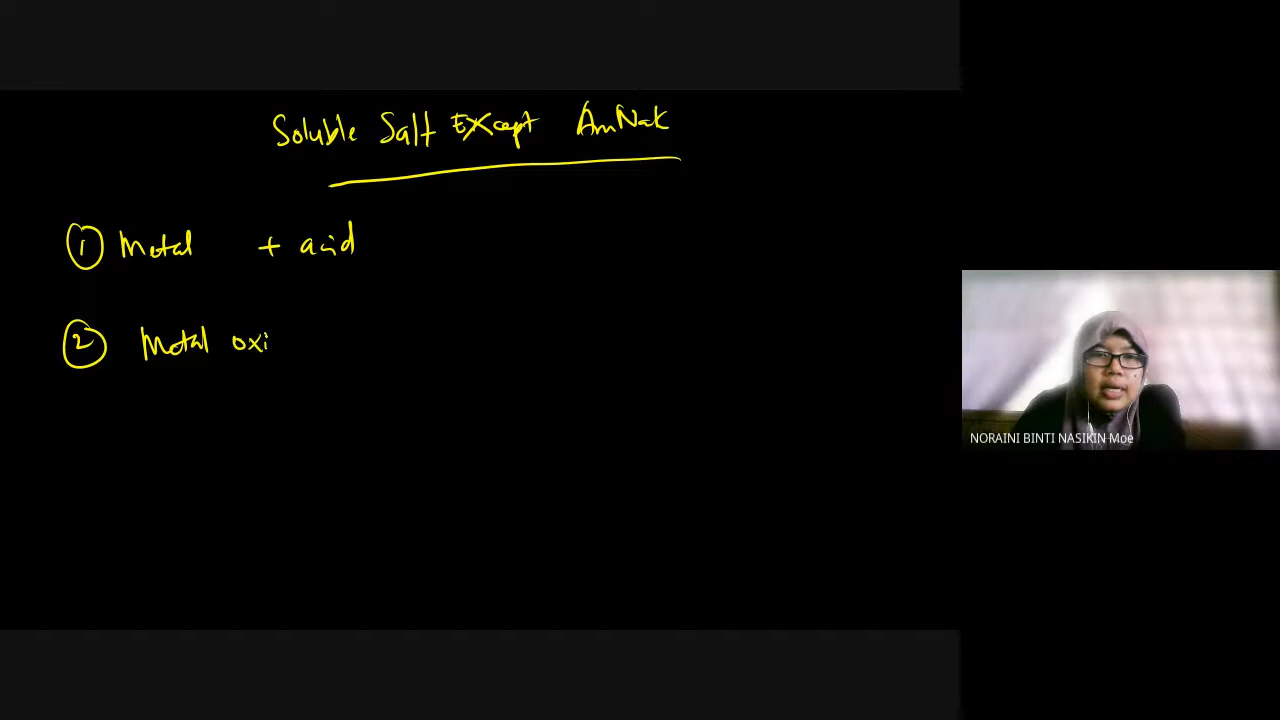 Soluble Salt Except AmNak
① Metal + acid
② Metal oxi
NORAINI BINTI NASIKIN Moe